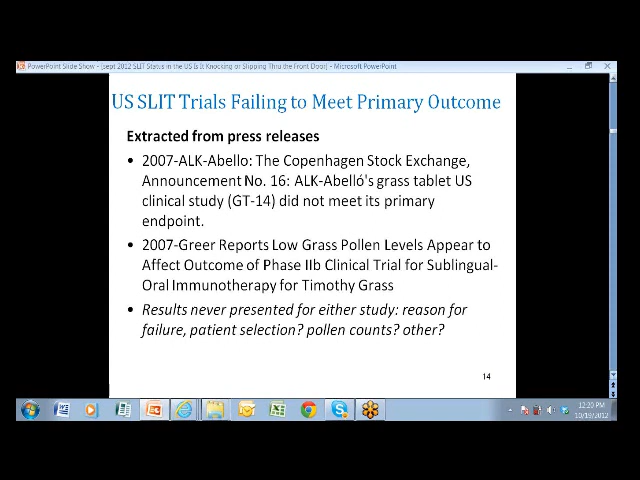 PowerPoint Slide Show - [sept 2012 SLIT Status in the US Is It Knocking or Slipping Thru the Front Door] - Microsoft PowerPoint
US SLIT Trials Failing to Meet Primary Outcome
Extracted from press releases
• 2007-ALK-Abello: The Copenhagen Stock Exchange,
Announcement No. 16: ALK-Abelló's grass tablet US
clinical study (GT-14) did not meet its primary
endpoint.
• 2007-Greer Reports Low Grass Pollen Levels Appear to
Affect Outcome of Phase IIb Clinical Trial for Sublingual-
Oral Immunotherapy for Timothy Grass
• Results never presented for either study: reason for
failure, patient selection? pollen counts? other?
14
12:20 PM
10/19/2012